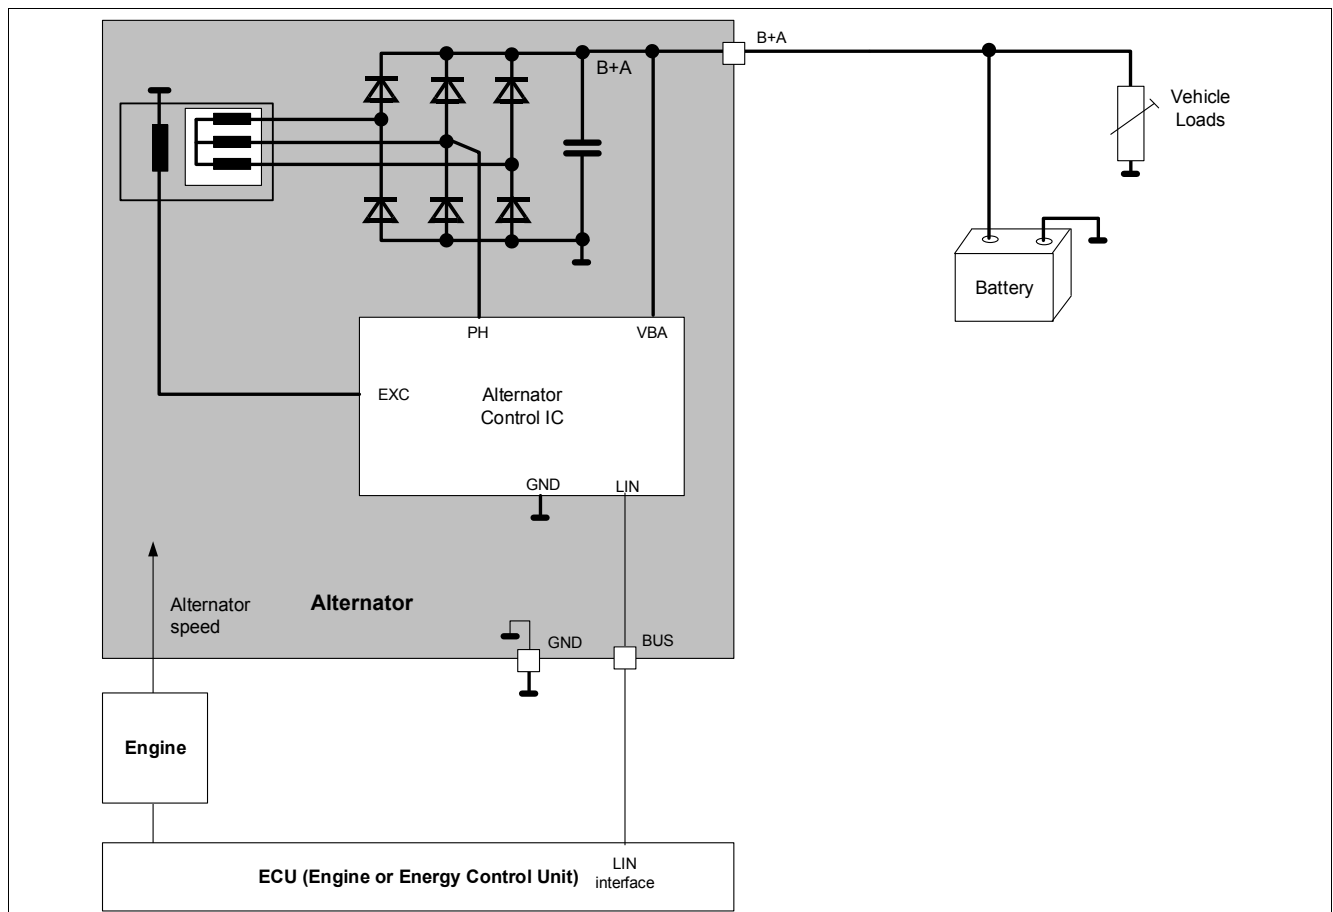 B+A
B+A
Vehicle
Loads
Battery
PH
VBA
EXC
Alternator
Control IC
GND
LIN
Alternator
speed
Alternator
GND
BUS
Engine
ECU (Engine or Energy Control Unit)
LIN
interface